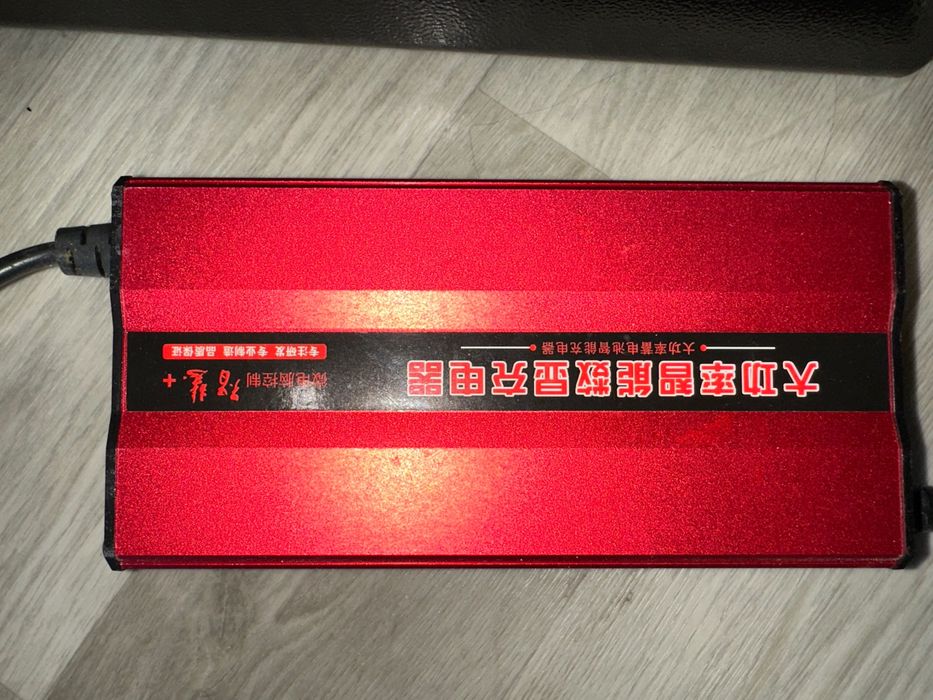 大功率智能数显充电器
大功率蓄电池智能充电器
微电脑控制 智慧+
专注研发 专业制造 品质保证